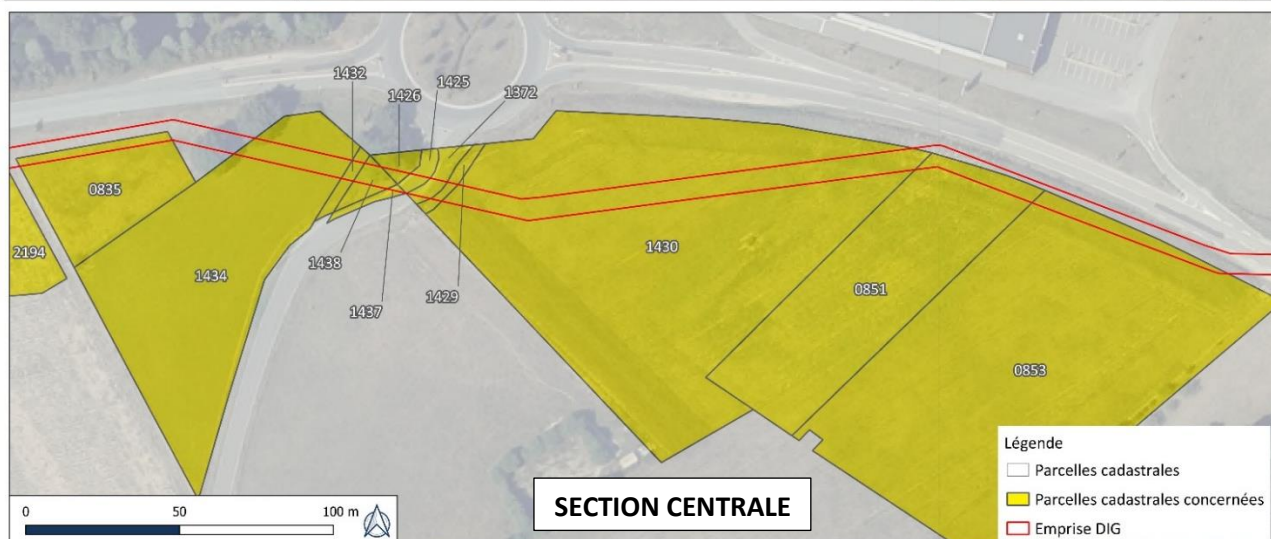 1432
1426
1425
1372
0835
2194
1434
1438
1437
1429
1430
0851
0853
Légende
Parcelles cadastrales
Parcelles cadastrales concernées
Emprise DIG
0 50 100 m
SECTION CENTRALE